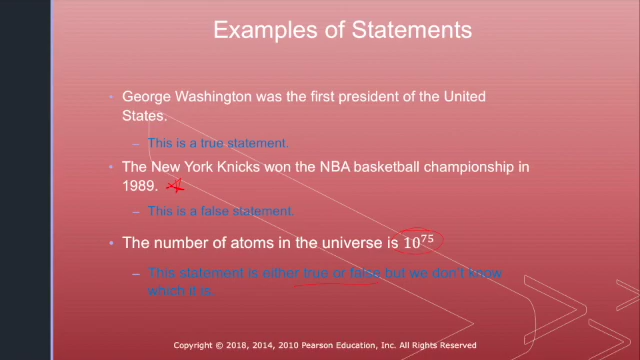 Examples of Statements
• George Washington was the first president of the United
States.
– This is a true statement.
• The New York Knicks won the NBA basketball championship in
1989.
– This is a false statement.
• The number of atoms in the universe is 10⁷⁵
– This statement is either true or false but we don't know
which it is.
Copyright © 2018, 2014, 2010 Pearson Education, Inc. All Rights Reserved